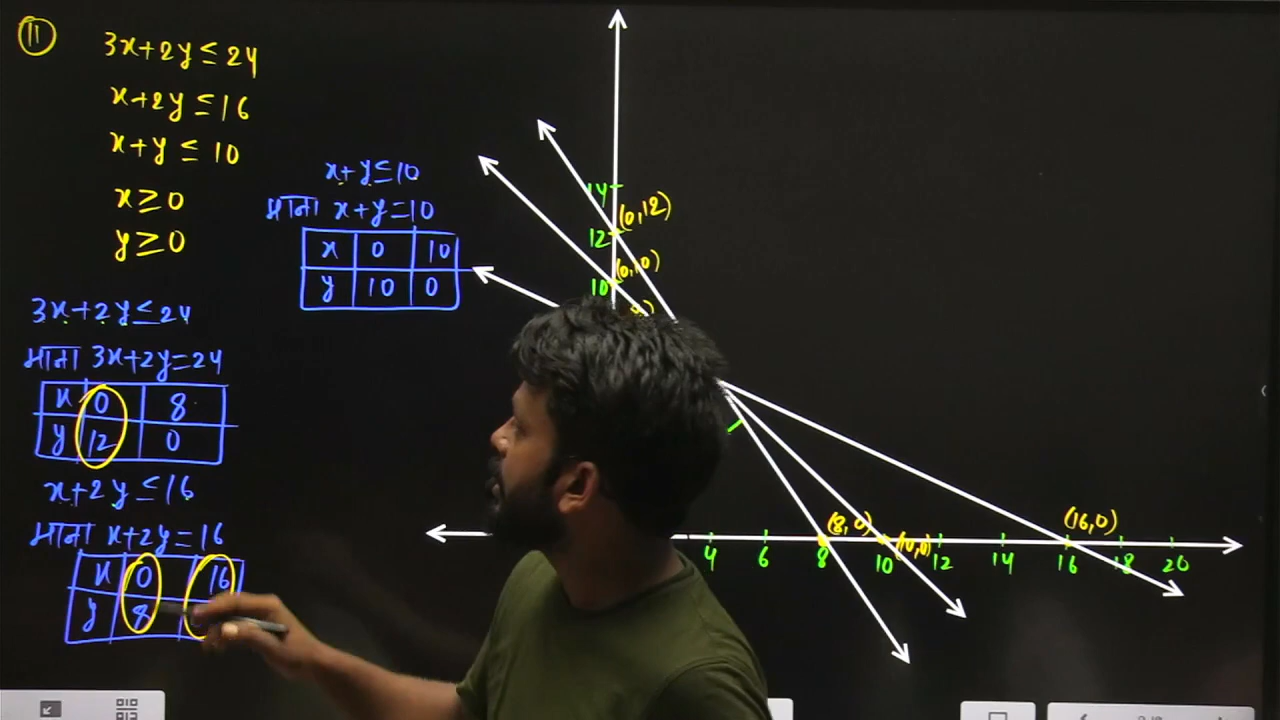 11
3x+2y≤24
x+2y≤16
x+y≤10
x≥0
y≥0
3x+2y≤24
माना 3x+2y=24
x 0 8
y 12 0
x+2y≤16
माना x+2y=16
x 0 16
y 8
x+y≤10
माना x+y=10
x 0 10
y 10 0
14
(0,12)
12
(0,10)
10
(8,0)
(10,0)
(16,0)
4 6 8 10 12 14 16 18 20